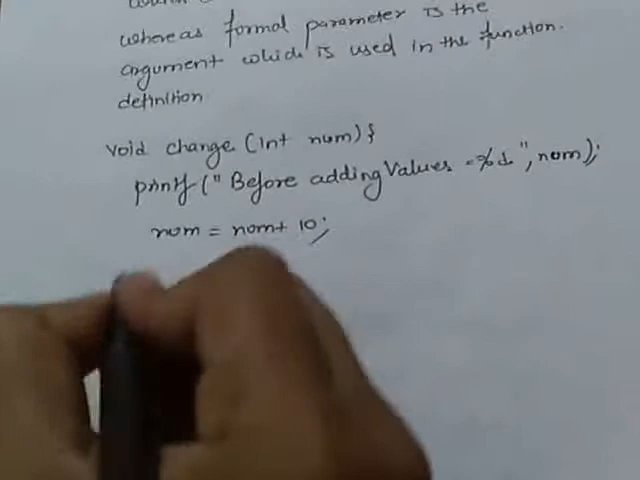 whereas formal parameter is the
argument which is used in the function.
definition
void change (int num) {
printf (" Before adding Values =%d ", num);
num = num + 10;